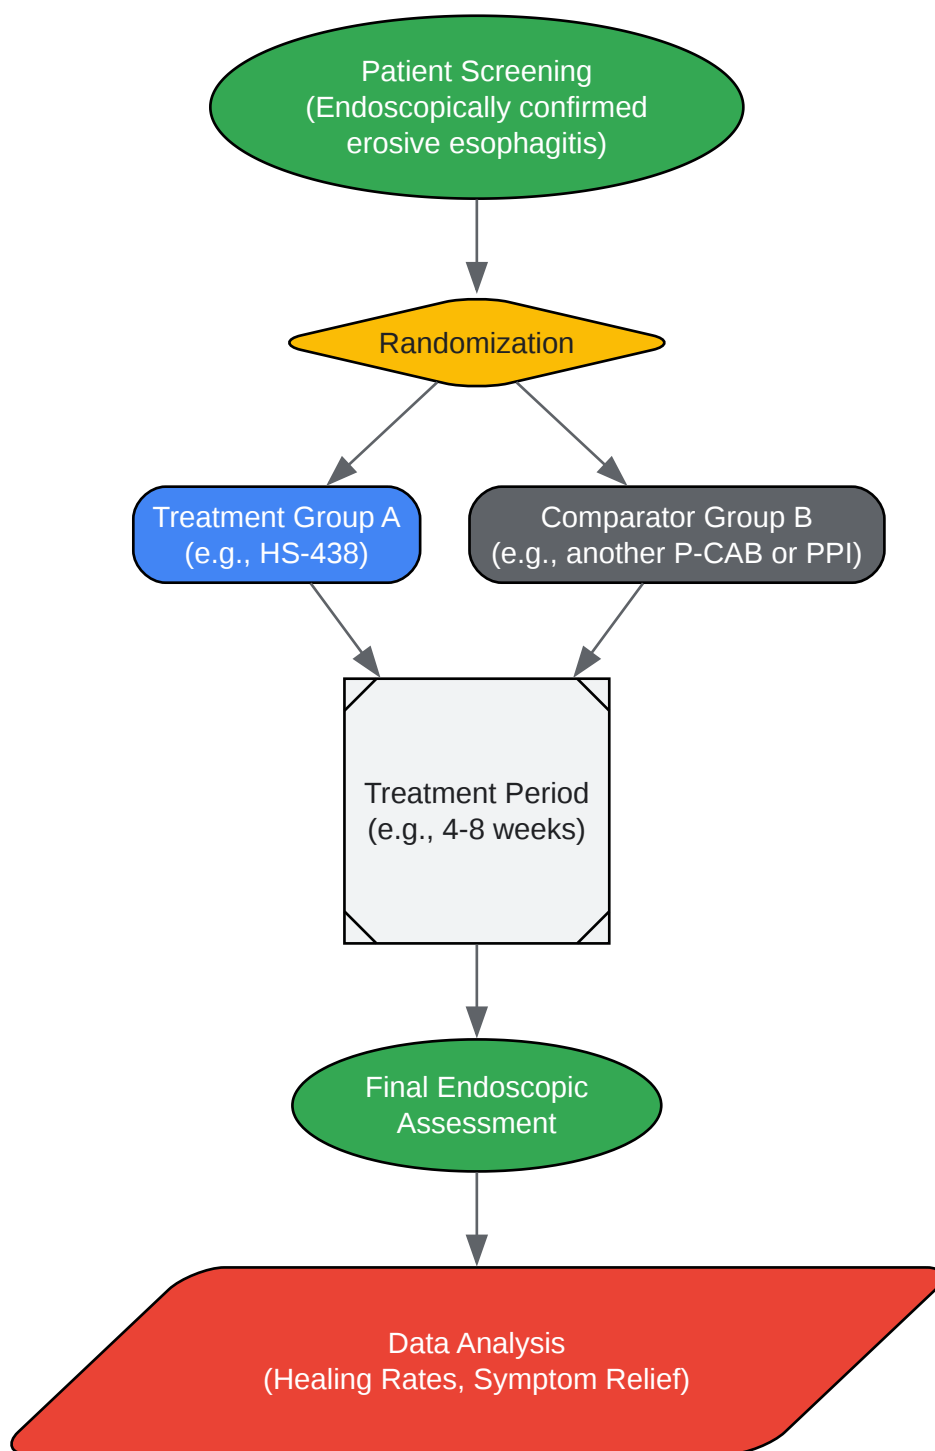 Patient Screening
(Endoscopically confirmed
erosive esophagitis)
Randomization
Treatment Group A
(e.g., HS-438)
Comparator Group B
(e.g., another P-CAB or PPI)
Treatment Period
(e.g., 4-8 weeks)
Final Endoscopic
Assessment
Data Analysis
(Healing Rates, Symptom Relief)